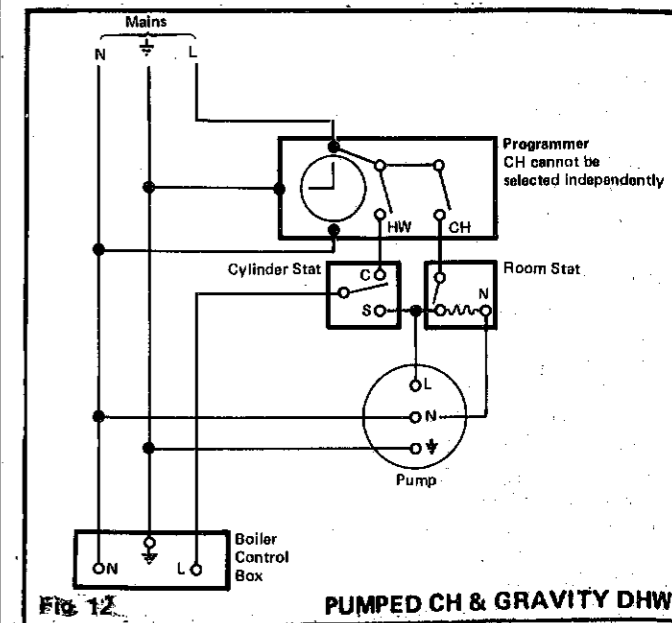 Mains
N
L
Programmer
CH cannot be
selected independently
HW
CH
Cylinder Stat
C
S
Room Stat
N
L
N
Pump
Boiler
Control
Box
N
L
Fig 12
PUMPED CH & GRAVITY DHW